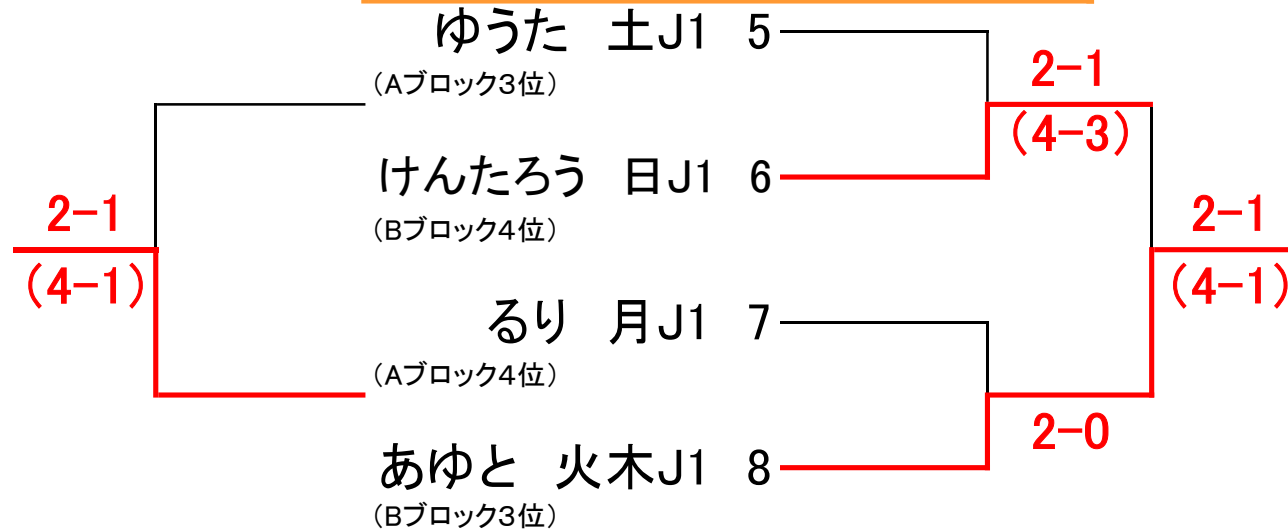 ゆうた 土J1 5
(Aブロック3位)
2-1
(4-3)
けんたろう 日J1 6
(Bブロック4位)
2-1
(4-1)
2-1
(4-1)
るり 月J1 7
(Aブロック4位)
2-0
あゆと 火木J1 8
(Bブロック3位)